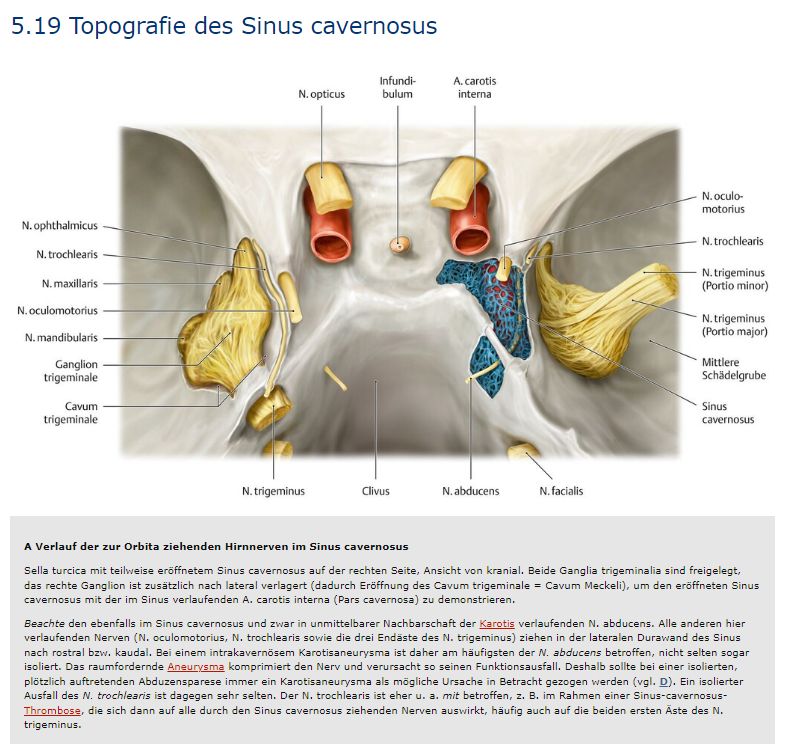 5.19 Topografie des Sinus cavernosus
N. opticus
Infundi-
bulum
A. carotis
interna
N. oculo-
motorius
N. ophthalmicus
N. trochlearis
N. trochlearis
N. maxillaris
N. trigeminus
(Portio minor)
N. oculomotorius
N. trigeminus
(Portio major)
N. mandibularis
Ganglion
trigeminale
Mittlere
Schädelgrube
Cavum
trigeminale
Sinus
cavernosus
N. trigeminus
Clivus
N. abducens
N. facialis
A Verlauf der zur Orbita ziehenden Hirnnerven im Sinus cavernosus
Sella turcica mit teilweise eröffnetem Sinus cavernosus auf der rechten Seite, Ansicht von kranial. Beide Ganglia trigeminalia sind freigelegt,
das rechte Ganglion ist zusätzlich nach lateral verlagert (dadurch Eröffnung des Cavum trigeminale = Cavum Meckeli), um den eröffneten Sinus
cavernosus mit der im Sinus verlaufenden A. carotis interna (Pars cavernosa) zu demonstrieren.
Beachte den ebenfalls im Sinus cavernosus und zwar in unmittelbarer Nachbarschaft der Karotis verlaufenden N. abducens. Alle anderen hier
verlaufenden Nerven (N. oculomotorius, N. trochlearis sowie die drei Endäste des N. trigeminus) ziehen in der lateralen Durawand des Sinus
nach rostral bzw. kaudal. Bei einem intrakavernösem Karotisaneurysma ist daher am häufigsten der N. abducens betroffen, nicht selten sogar
isoliert. Das raumfordernde Aneurysma komprimiert den Nerv und verursacht so seinen Funktionsausfall. Deshalb sollte bei einer isolierten,
plötzlich auftretenden Abduzensparese immer ein Karotisaneurysma als mögliche Ursache in Betracht gezogen werden (vgl. D). Ein isolierter
Ausfall des N. trochlearis ist dagegen sehr selten. Der N. trochlearis ist eher u. a. mit betroffen, z. B. im Rahmen einer Sinus-cavernosus-
Thrombose, die sich dann auf alle durch den Sinus cavernosus ziehenden Nerven auswirkt, häufig auch auf die beiden ersten Äste des N.
trigeminus.